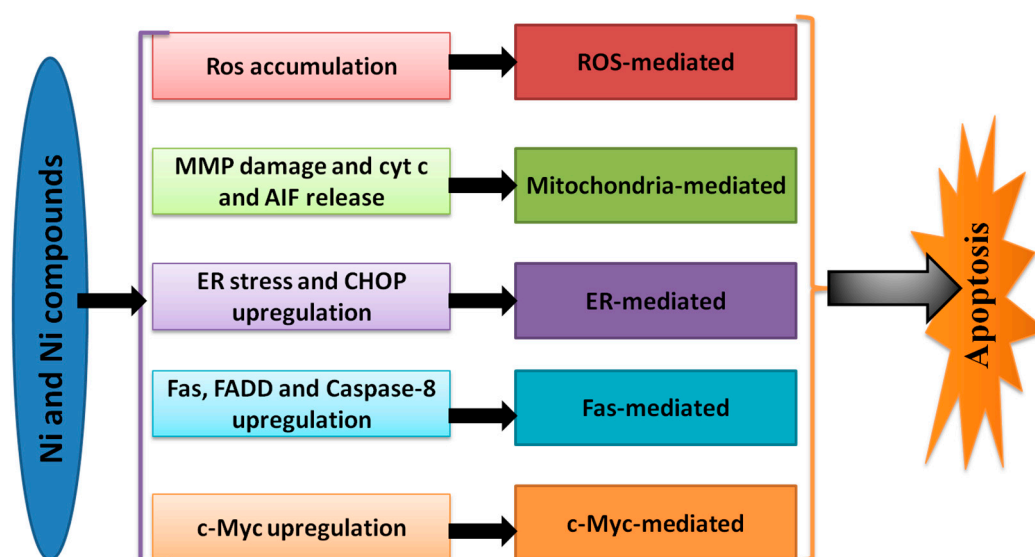 Ni and Ni compounds
Ros accumulation
ROS-mediated
MMP damage and cyt c
and AIF release
Mitochondria-mediated
ER stress and CHOP
upregulation
ER-mediated
Fas, FADD and Caspase-8
upregulation
Fas-mediated
c-Myc upregulation
c-Myc-mediated
Apoptosis